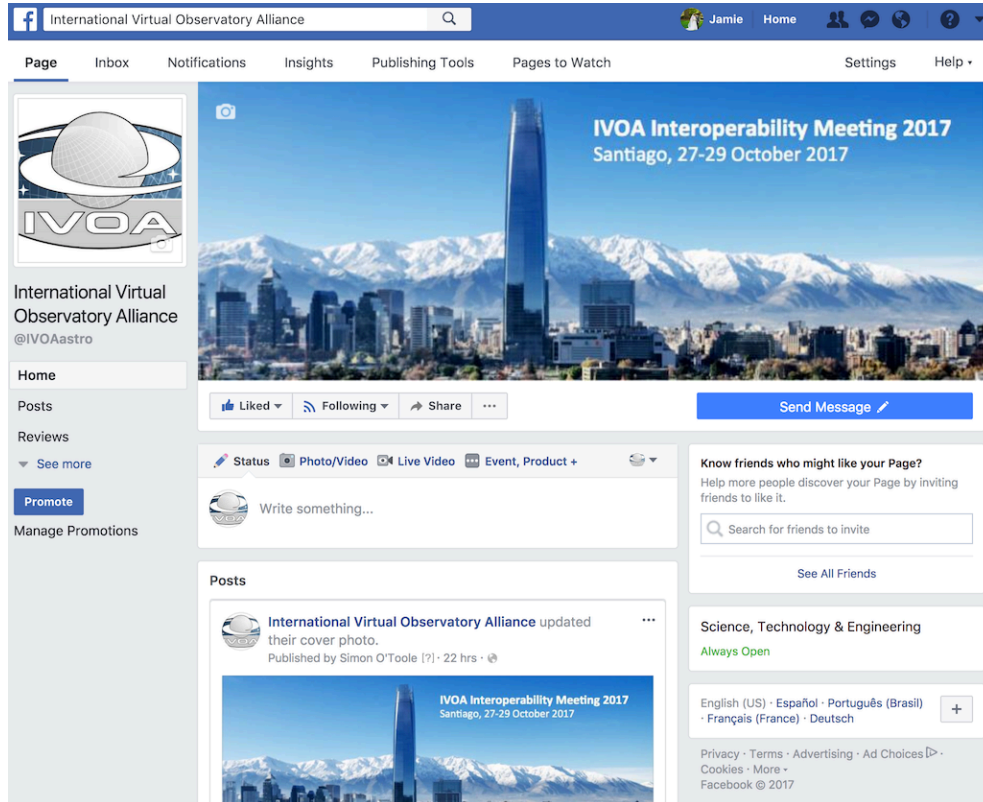 International Virtual Observatory Alliance
Jamie Home
Page Inbox Notifications Insights Publishing Tools Pages to Watch Settings Help
IVOA Interoperability Meeting 2017
Santiago, 27-29 October 2017
IVOA
International Virtual
Observatory Alliance
@IVOAastro
Home
Posts
Reviews
See more
Promote
Manage Promotions
Liked Following Share ...
Send Message
Status Photo/Video Live Video Event, Product +
Write something...
Posts
International Virtual Observatory Alliance updated
their cover photo.
Published by Simon O'Toole [?] · 22 hrs ·
IVOA Interoperability Meeting 2017
Santiago, 27-29 October 2017
Know friends who might like your Page?
Help more people discover your Page by inviting
friends to like it.
Search for friends to invite
See All Friends
Science, Technology & Engineering
Always Open
English (US) · Español · Português (Brasil)
· Français (France) · Deutsch
+
Privacy · Terms · Advertising · Ad Choices ·
Cookies · More
Facebook © 2017